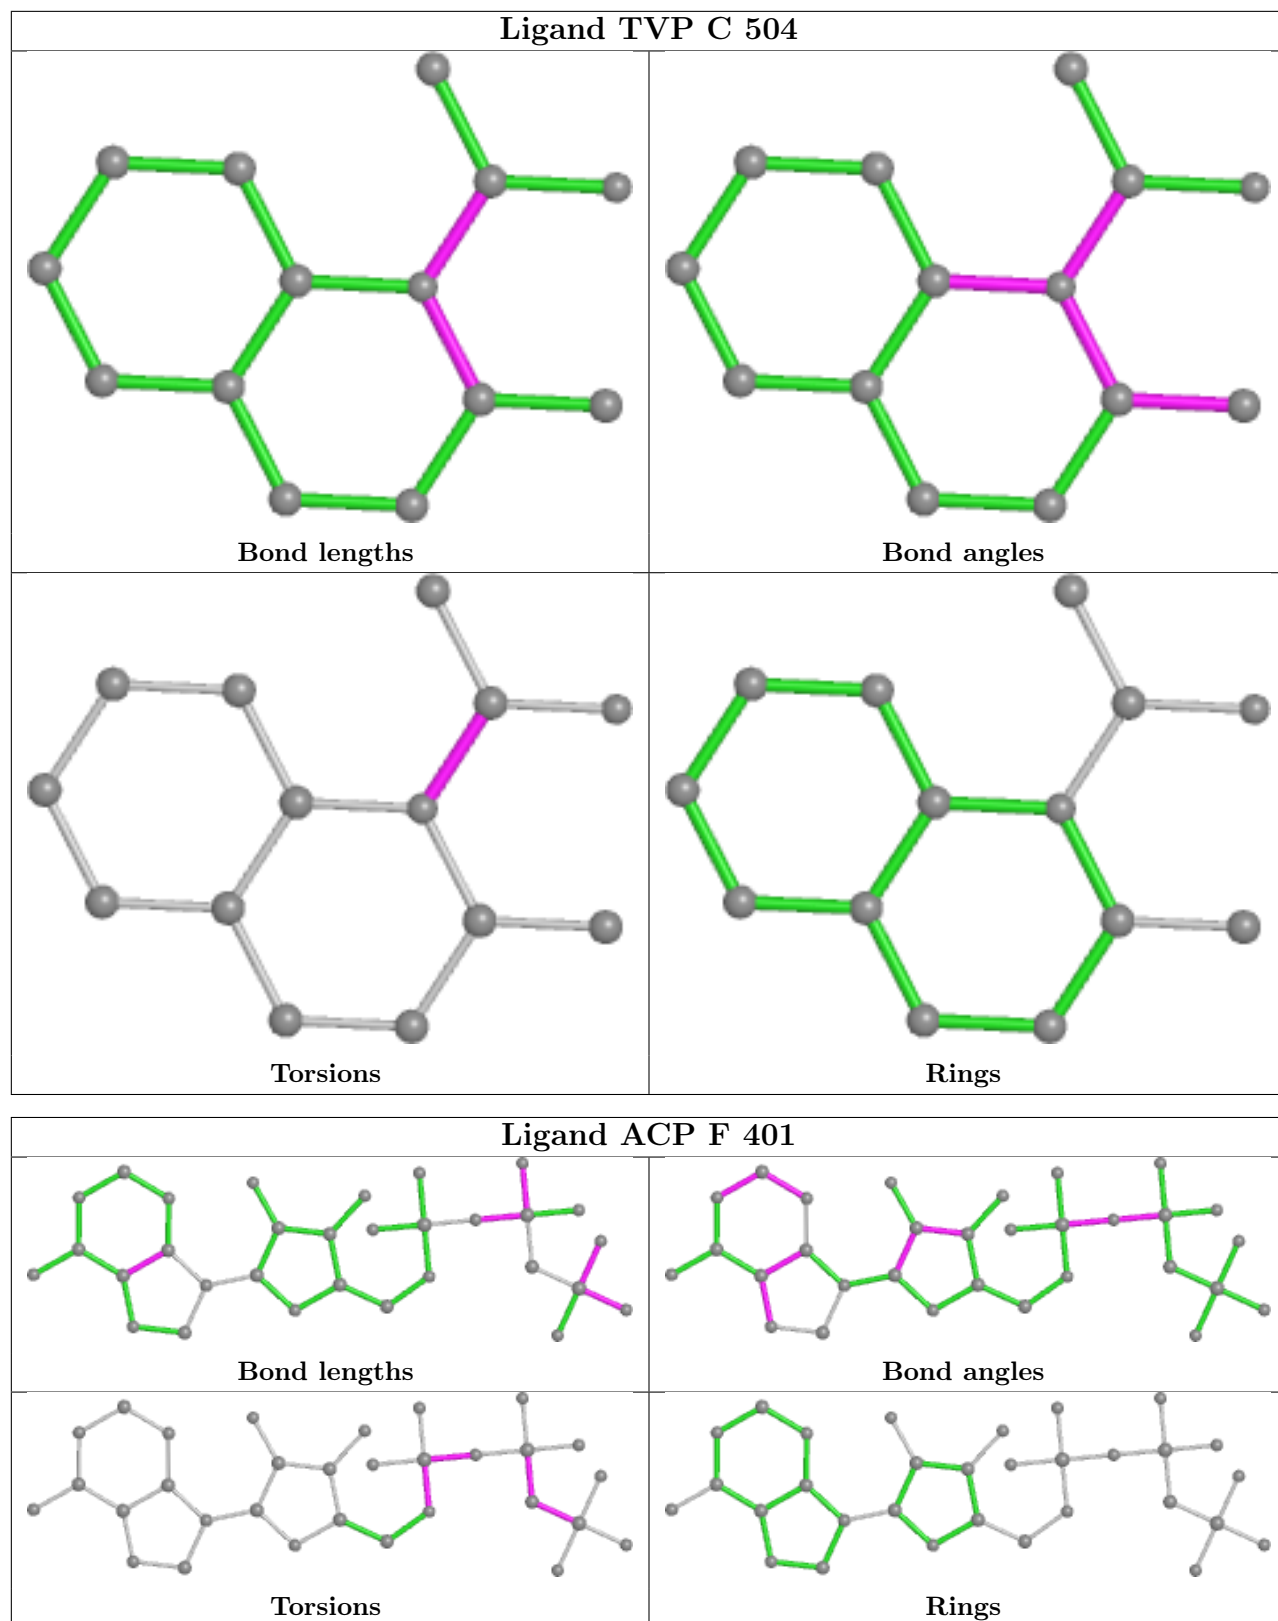 Ligand TVP C 504
Bond lengths
Bond angles
Torsions
Rings
Ligand ACP F 401
Bond lengths
Bond angles
Torsions
Rings